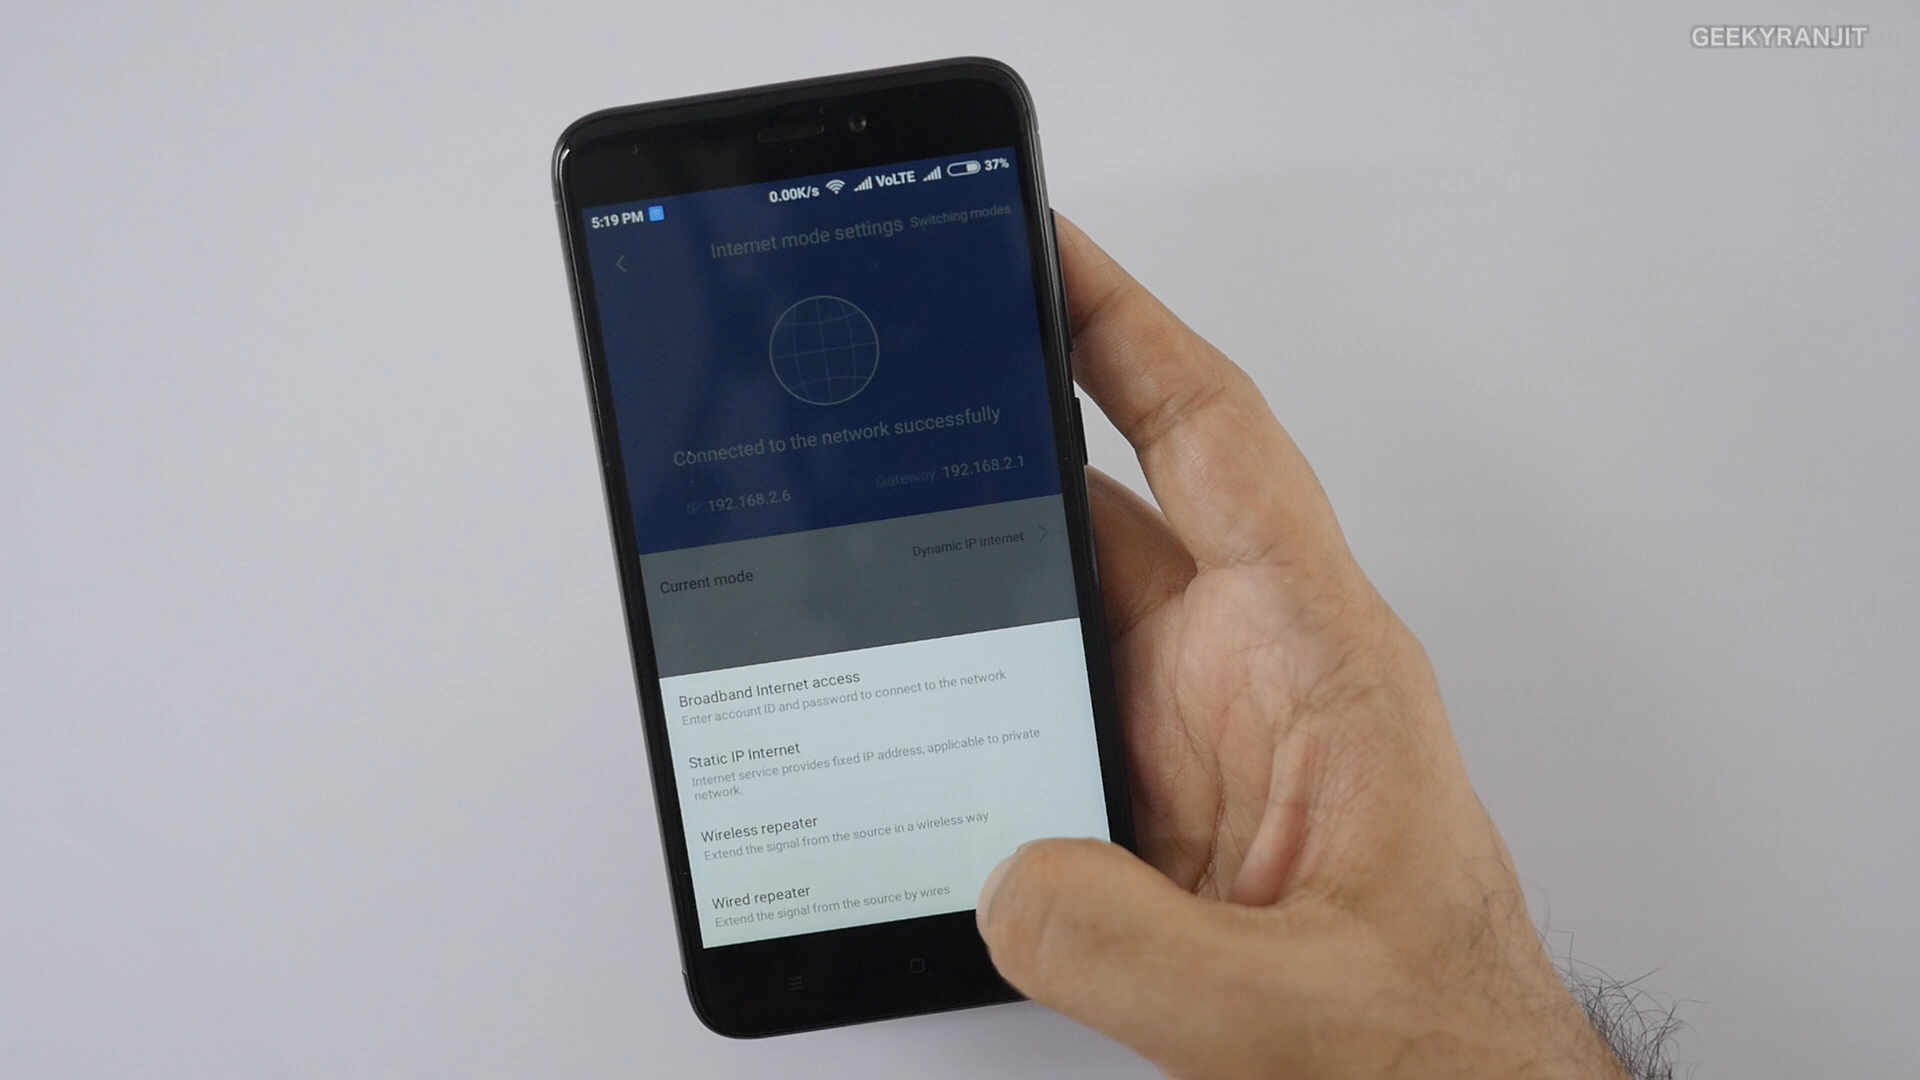 GEEKYRANJIT
5:19 PM 0.00K/s VoLTE 37%
Internet mode settings Switching modes
Connected to the network successfully
IP: 192.168.2.6 Gateway: 192.168.2.1
Current mode Dynamic IP Internet
Broadband Internet access
Enter account ID and password to connect to the network
Static IP Internet
Internet service provides fixed IP address, applicable to private
network.
Wireless repeater
Extend the signal from the source in a wireless way
Wired repeater
Extend the signal from the source by wires